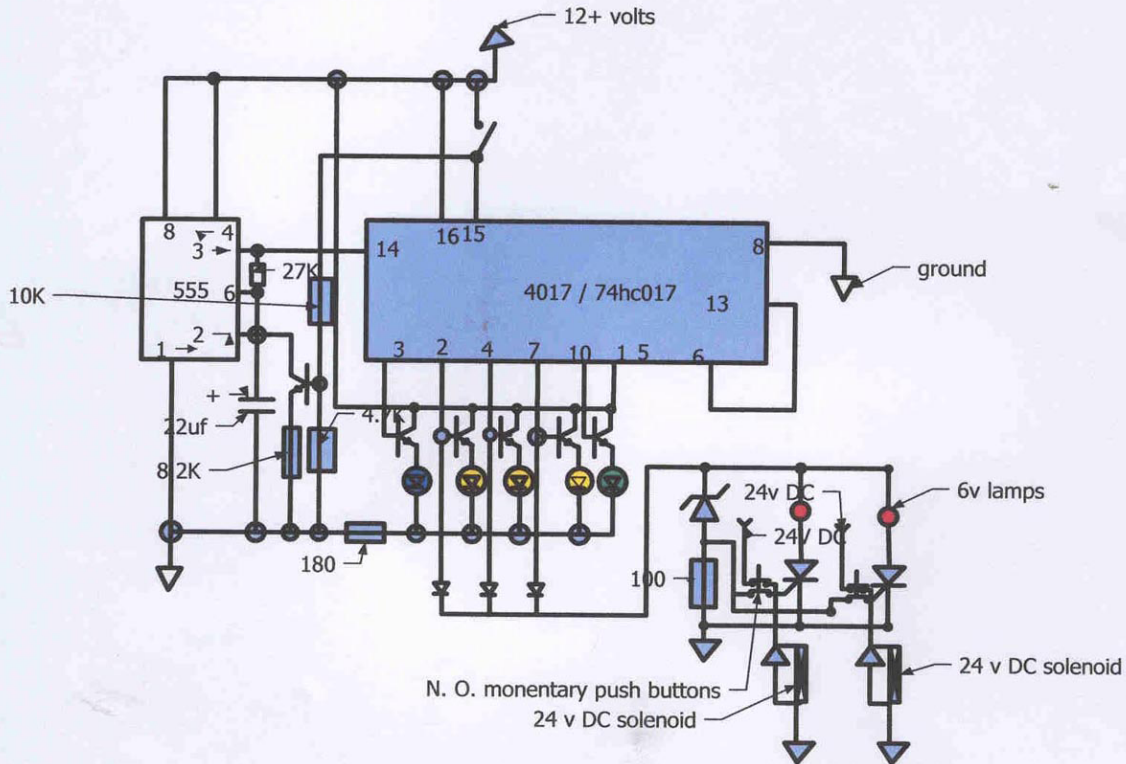 12+ volts
8
4
3
27K
555
6
10K
2
1
14
16
15
8
4017 / 74hc017
13
ground
3
2
4
7
10
1
5
6
+
22uf
4.7K
8.2K
180
24v DC
6v lamps
24V DC
100
N. O. monentary push buttons
24 v DC solenoid
24 v DC solenoid